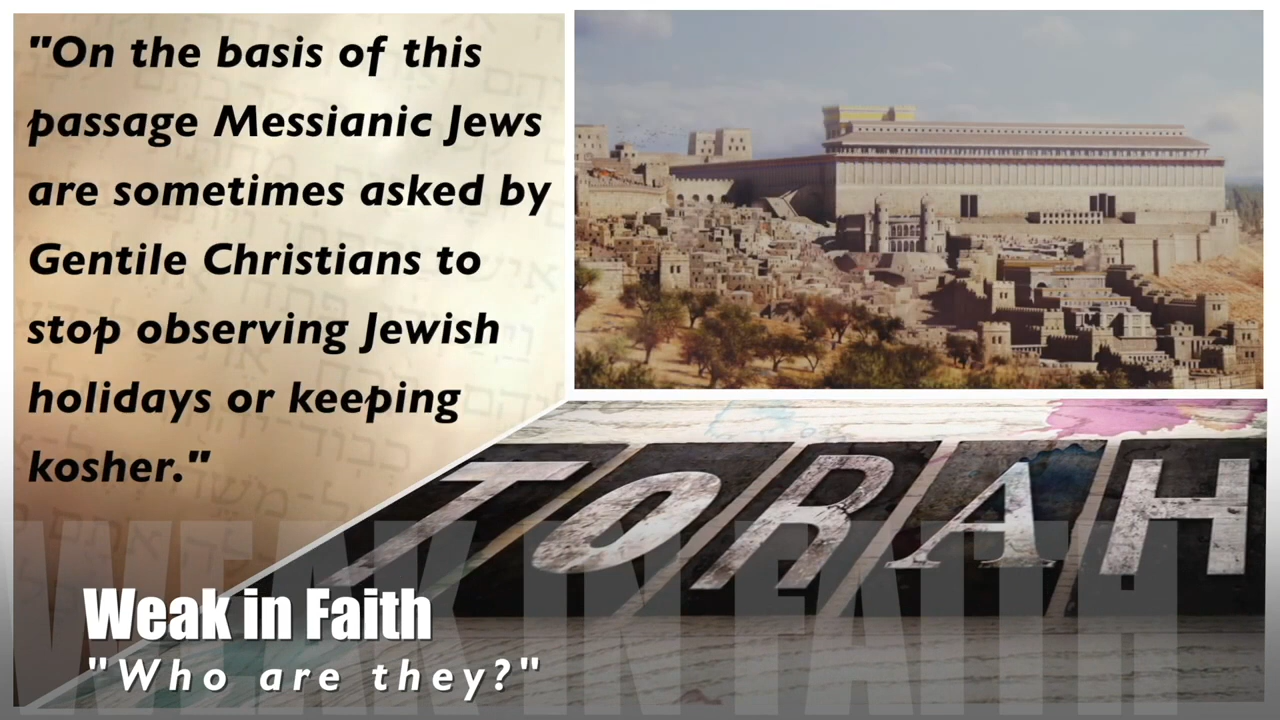 "On the basis of this
passage Messianic Jews
are sometimes asked by
Gentile Christians to
stop observing Jewish
holidays or keeping
kosher."
TORAH
WEAK IN FAITH
Weak in Faith
"Who are they?"